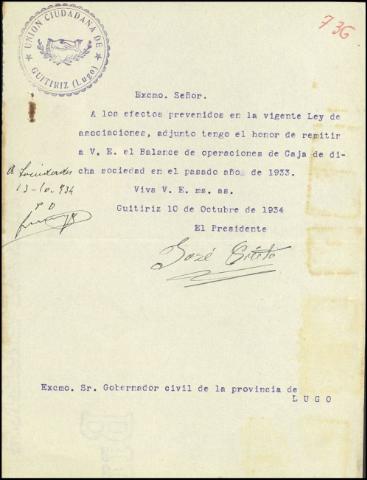 736
UNION CIUDADANA DE
GUITIRIZ (Lugo)
Excmo. Señor.
A los efectos prevenidos en la vigente Ley de
asociaciones, adjunto tengo el honor de remitir
a V. E. el Balance de operaciones de Caja de di-
cha sociedad en el pasado año de 1933.
Viva V. E. ms. as.
Guitiriz 10 de Octubre de 1934
El Presidente
José
13-10-934
Excmo. Sr. Gobernador civil de la provincia de
LUGO